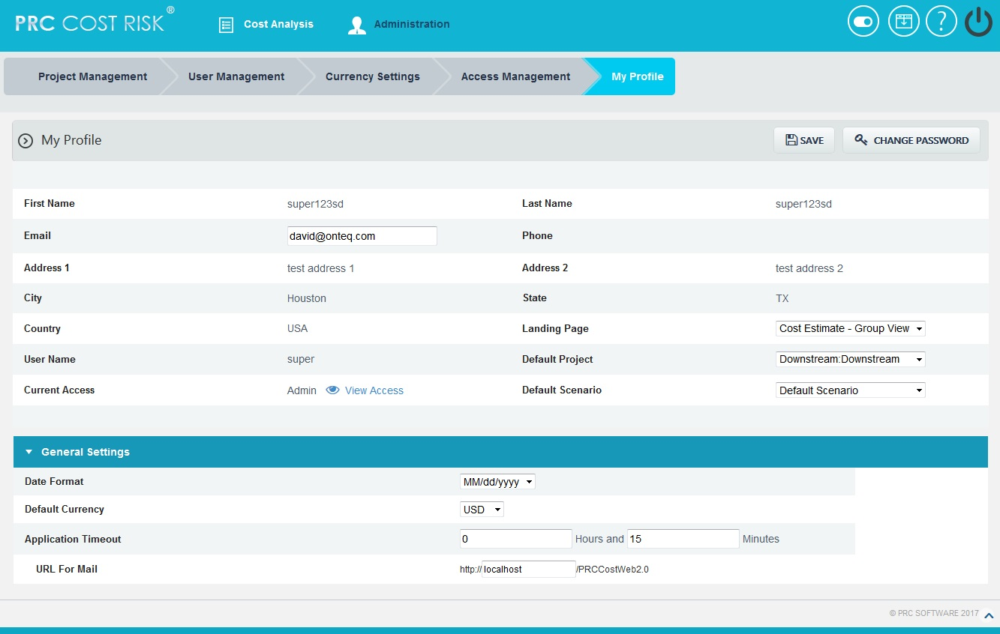 PRC COST RISK ®
Cost Analysis
Administration
?
Project Management
User Management
Currency Settings
Access Management
My Profile
My Profile
SAVE
CHANGE PASSWORD
First Name super123sd Last Name super123sd
Email david@onteq.com Phone
Address 1 test address 1 Address 2 test address 2
City Houston State TX
Country USA Landing Page Cost Estimate - Group View
User Name super Default Project Downstream:Downstream
Current Access Admin View Access Default Scenario Default Scenario
General Settings
Date Format MM/dd/yyyy
Default Currency USD
Application Timeout 0 Hours and 15 Minutes
URL For Mail http://localhost/PRCCostWeb2.0
© PRC SOFTWARE 2017